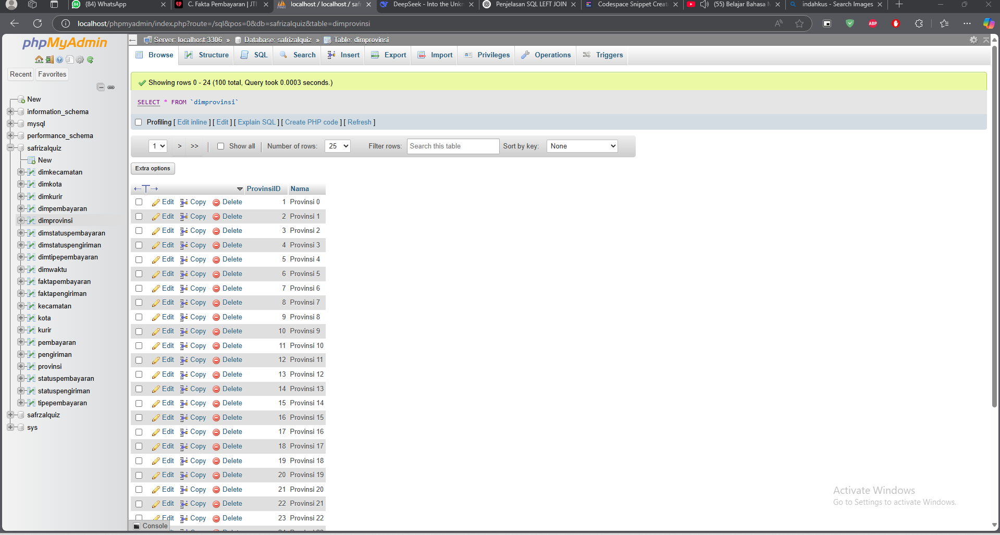 (84) WhatsApp
C. Fakta Pembayaran | JTI
localhost / localhost / safr
DeepSeek - Into the Unkn
Penjelasan SQL LEFT JOIN
Codespace Snippet Creat
(55) Belajar Bahasa
indahkus - Search Images
localhost/phpmyadmin/index.php?route=/sql&pos=0&db=safrizalquiz&table=dimprovinsi
ABP
phpMyAdmin
Recent
Favorites
New
information_schema
mysql
performance_schema
safrizalquiz
New
dimkecamatan
dimkota
dimkurir
dimpembayaran
dimprovinsi
dimstatuspembayaran
dimstatuspengiriman
dimtipepembayaran
dimwaktu
faktapembayaran
faktapengiriman
kecamatan
kota
kurir
pembayaran
pengiriman
provinsi
statuspembayaran
statuspengiriman
tipepembayaran
safrzalquiz
sys
Server: localhost:3306 » Database: safrizalquiz » Table: dimprovinsi
Browse Structure SQL Search Insert Export Import Privileges Operations Triggers
Showing rows 0 - 24 (100 total, Query took 0.0003 seconds.)
SELECT * FROM `dimprovinsi`
Profiling [ Edit inline ] [ Edit ] [ Explain SQL ] [ Create PHP code ] [ Refresh ]
1 > >> Show all Number of rows: 25 Filter rows: Search this table Sort by key: None
Extra options
ProvinsiID Nama
Edit Copy Delete 1 Provinsi 0
Edit Copy Delete 2 Provinsi 1
Edit Copy Delete 3 Provinsi 2
Edit Copy Delete 4 Provinsi 3
Edit Copy Delete 5 Provinsi 4
Edit Copy Delete 6 Provinsi 5
Edit Copy Delete 7 Provinsi 6
Edit Copy Delete 8 Provinsi 7
Edit Copy Delete 9 Provinsi 8
Edit Copy Delete 10 Provinsi 9
Edit Copy Delete 11 Provinsi 10
Edit Copy Delete 12 Provinsi 11
Edit Copy Delete 13 Provinsi 12
Edit Copy Delete 14 Provinsi 13
Edit Copy Delete 15 Provinsi 14
Edit Copy Delete 16 Provinsi 15
Edit Copy Delete 17 Provinsi 16
Edit Copy Delete 18 Provinsi 17
Edit Copy Delete 19 Provinsi 18
Edit Copy Delete 20 Provinsi 19
Edit Copy Delete 21 Provinsi 20
Edit Copy Delete 22 Provinsi 21
Edit Copy Delete 23 Provinsi 22
Console
Activate Windows
Go to Settings to activate Windows.